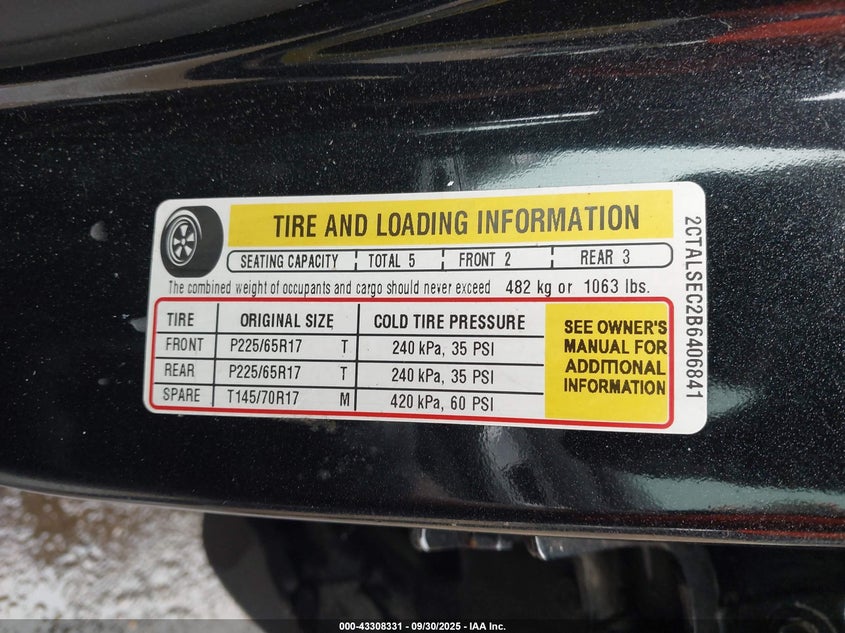 TIRE AND LOADING INFORMATION
SEATING CAPACITY TOTAL 5 FRONT 2 REAR 3
The combined weight of occupants and cargo should never exceed 482 kg or 1063 lbs.
TIRE ORIGINAL SIZE COLD TIRE PRESSURE
FRONT P225/65R17 T 240 kPa, 35 PSI
REAR P225/65R17 T 240 kPa, 35 PSI
SPARE T145/70R17 M 420 kPa, 60 PSI
SEE OWNER'S
MANUAL FOR
ADDITIONAL
INFORMATION
2CTALSEC2B6406841
000-43308331 / 09/30/2025 - IAA Inc.